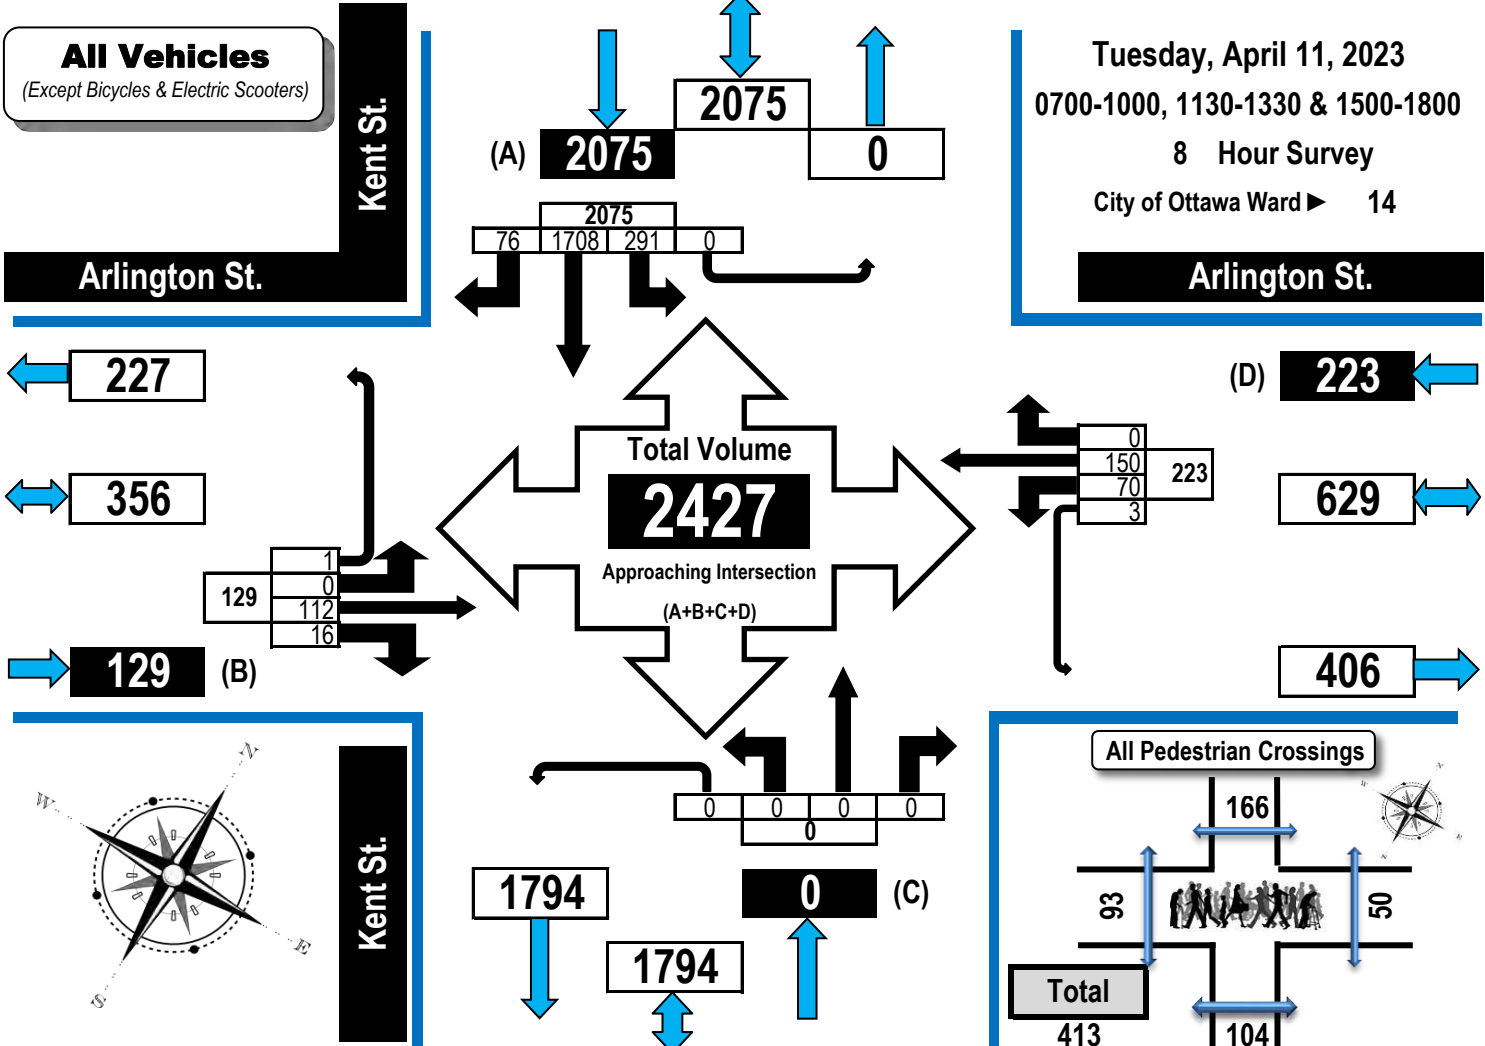 All Vehicles
(Except Bicycles & Electric Scooters)
Kent St.
Arlington St.
2075
(A) 2075
0
2075
76 1708 291 0
Tuesday, April 11, 2023
0700-1000, 1130-1330 & 1500-1800
8 Hour Survey
City of Ottawa Ward ► 14
Arlington St.
227
356
1
0
112
16
129
129 (B)
Total Volume
2427
Approaching Intersection
(A+B+C+D)
(D) 223
0
150
70
3
223
629
406
N
W
E
S
Kent St.
0 0 0 0
0
1794
0 (C)
1794
All Pedestrian Crossings
166
93
50
Total
413
104